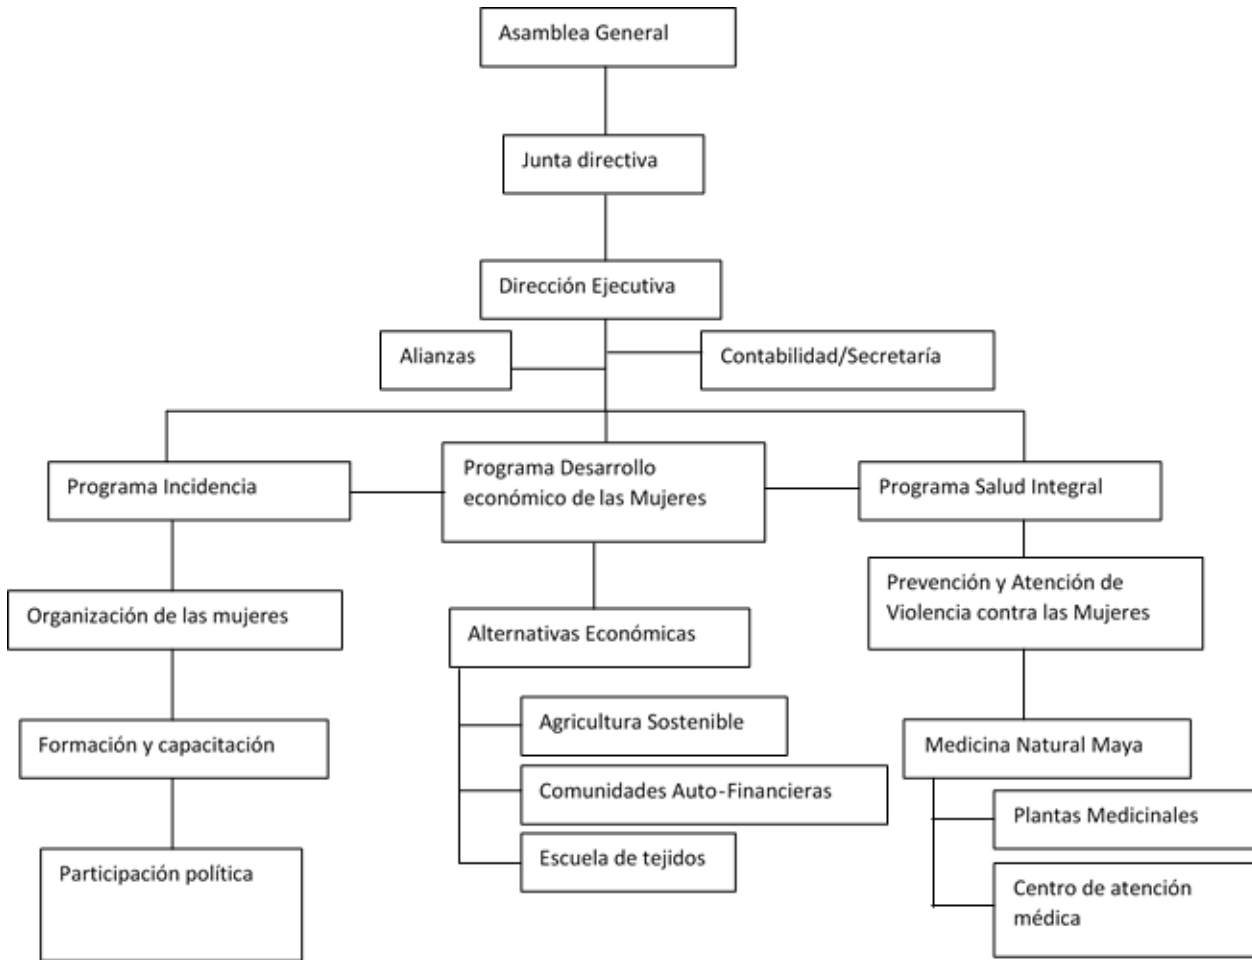 Asamblea General
Junta directiva
Dirección Ejecutiva
Alianzas
Contabilidad/Secretaría
Programa Incidencia
Programa Desarrollo
económico de las Mujeres
Programa Salud Integral
Organización de las mujeres
Formación y capacitación
Participación política
Alternativas Económicas
Agricultura Sostenible
Comunidades Auto-Financieras
Escuela de tejidos
Prevención y Atención de
Violencia contra las Mujeres
Medicina Natural Maya
Plantas Medicinales
Centro de atención
médica